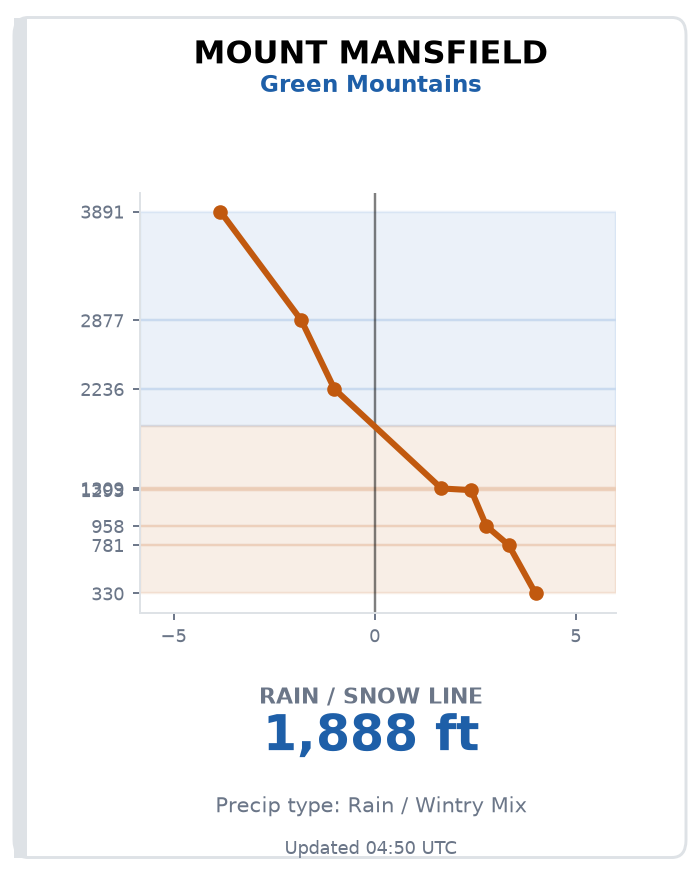 MOUNT MANSFIELD
Green Mountains
3891
2877
2236
958
781
330
−5 0 5
RAIN / SNOW LINE
1,888 ft
Precip type: Rain / Wintry Mix
Updated 04:50 UTC